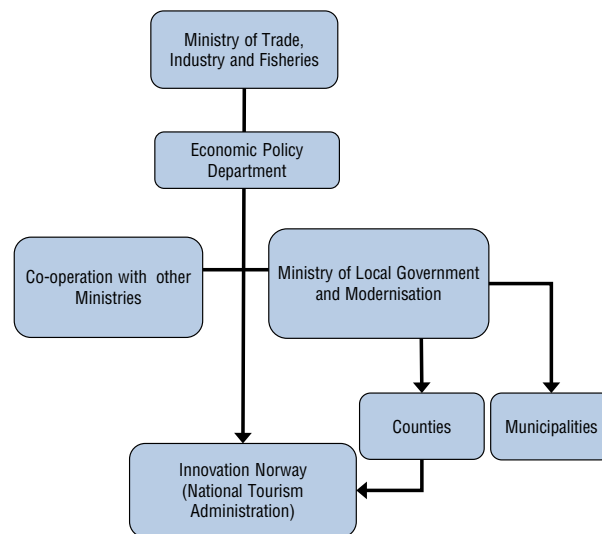 Ministry of Trade,
Industry and Fisheries
Economic Policy
Department
Co-operation with other
Ministries
Ministry of Local Government
and Modernisation
Counties
Municipalities
Innovation Norway
(National Tourism
Administration)